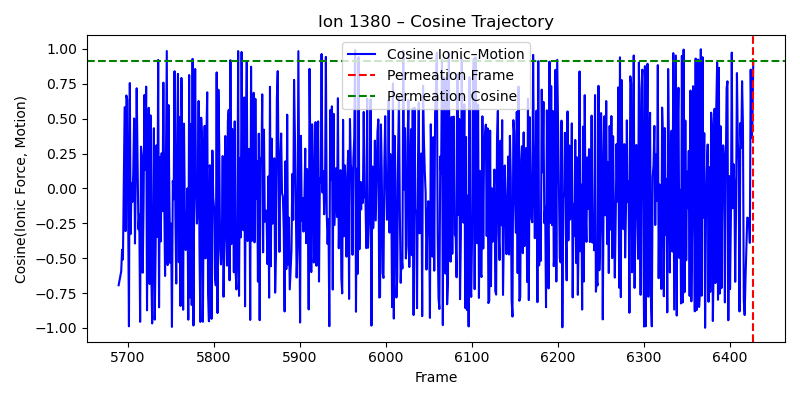 Ion 1380 – Cosine Trajectory
Cosine Ionic–Motion
Permeation Frame
Permeation Cosine
Cosine(Ionic Force, Motion)
1.00
0.75
0.50
0.25
0.00
−0.25
−0.50
−0.75
−1.00
5700 5800 5900 6000 6100 6200 6300 6400
Frame